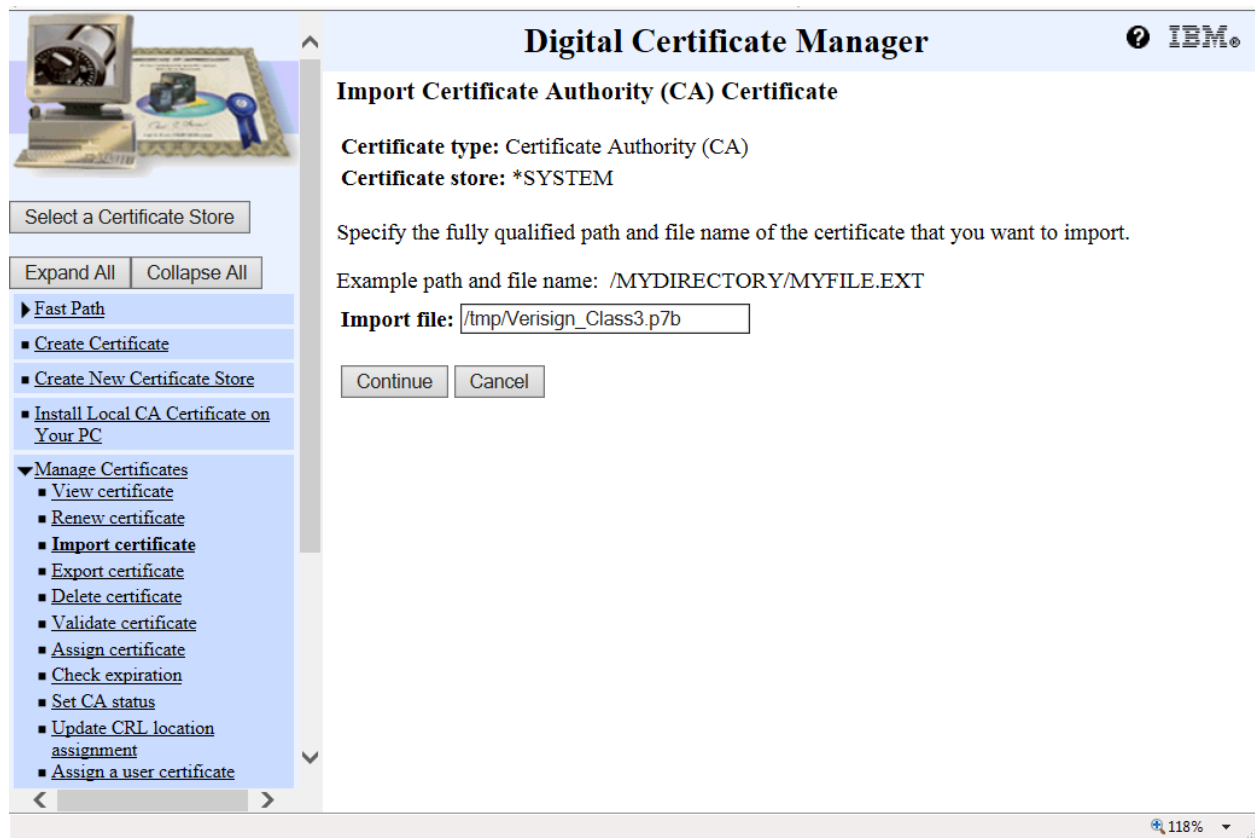 Digital Certificate Manager
IBM®
Select a Certificate Store
Expand All Collapse All
Fast Path
Create Certificate
Create New Certificate Store
Install Local CA Certificate on
Your PC
Manage Certificates
View certificate
Renew certificate
Import certificate
Export certificate
Delete certificate
Validate certificate
Assign certificate
Check expiration
Set CA status
Update CRL location
assignment
Assign a user certificate
Import Certificate Authority (CA) Certificate
Certificate type: Certificate Authority (CA)
Certificate store: *SYSTEM
Specify the fully qualified path and file name of the certificate that you want to import.
Example path and file name: /MYDIRECTORY/MYFILE.EXT
Import file: /tmp/Verisign_Class3.p7b
Continue Cancel
118%